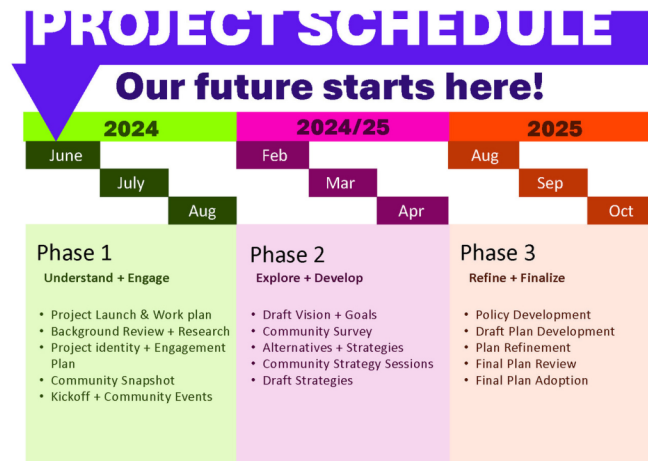 PROJECT SCHEDULE
Our future starts here!
2024
2024/25
2025
June
July
Aug
Feb
Mar
Apr
Aug
Sep
Oct
Phase 1
Understand + Engage
• Project Launch & Work plan
• Background Review + Research
• Project identity + Engagement
Plan
• Community Snapshot
• Kickoff + Community Events
Phase 2
Explore + Develop
• Draft Vision + Goals
• Community Survey
• Alternatives + Strategies
• Community Strategy Sessions
• Draft Strategies
Phase 3
Refine + Finalize
• Policy Development
• Draft Plan Development
• Plan Refinement
• Final Plan Review
• Final Plan Adoption